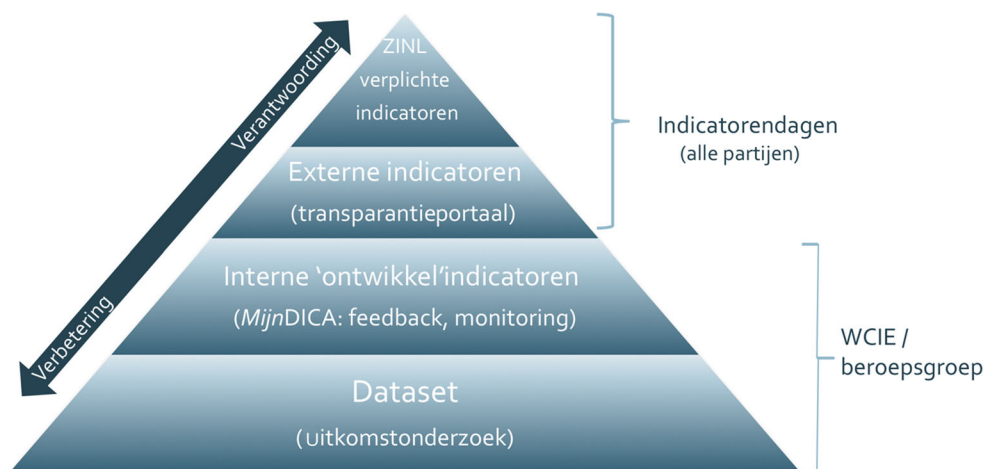 Verantwoording
Verbetering
ZINL
verplichte
indicatoren
Externe indicatoren
(transparantieportaal)
Interne ‘ontwikkel’indicatoren
(MijnDICA: feedback, monitoring)
Dataset
(uitkomstonderzoek)
Indicatorendagen
(alle partijen)
WCIE /
beroepsgroep